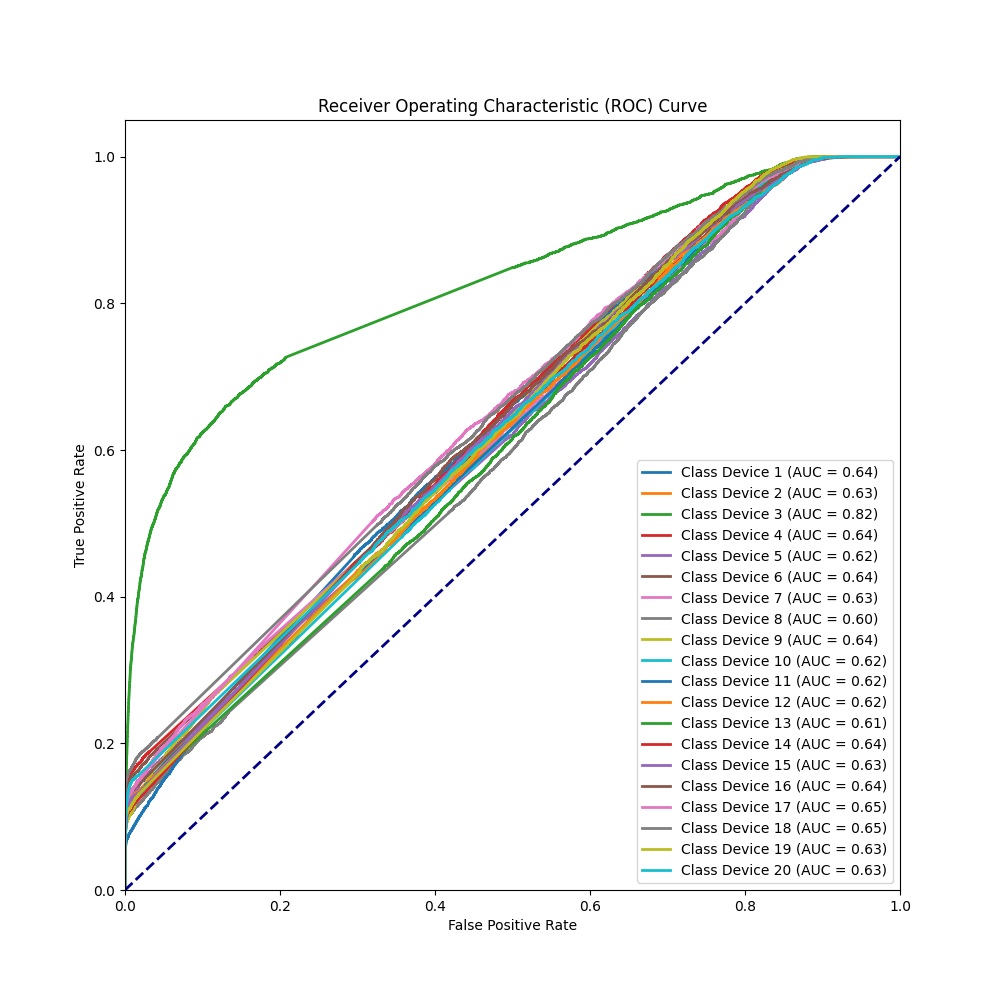 Receiver Operating Characteristic (ROC) Curve
1.0
0.8
0.6
0.4
0.2
0.0
True Positive Rate
Class Device 1 (AUC = 0.64)
Class Device 2 (AUC = 0.63)
Class Device 3 (AUC = 0.82)
Class Device 4 (AUC = 0.64)
Class Device 5 (AUC = 0.62)
Class Device 6 (AUC = 0.64)
Class Device 7 (AUC = 0.63)
Class Device 8 (AUC = 0.60)
Class Device 9 (AUC = 0.64)
Class Device 10 (AUC = 0.62)
Class Device 11 (AUC = 0.62)
Class Device 12 (AUC = 0.62)
Class Device 13 (AUC = 0.61)
Class Device 14 (AUC = 0.64)
Class Device 15 (AUC = 0.63)
Class Device 16 (AUC = 0.64)
Class Device 17 (AUC = 0.65)
Class Device 18 (AUC = 0.65)
Class Device 19 (AUC = 0.63)
Class Device 20 (AUC = 0.63)
0.0 0.2 0.4 0.6 0.8 1.0
False Positive Rate